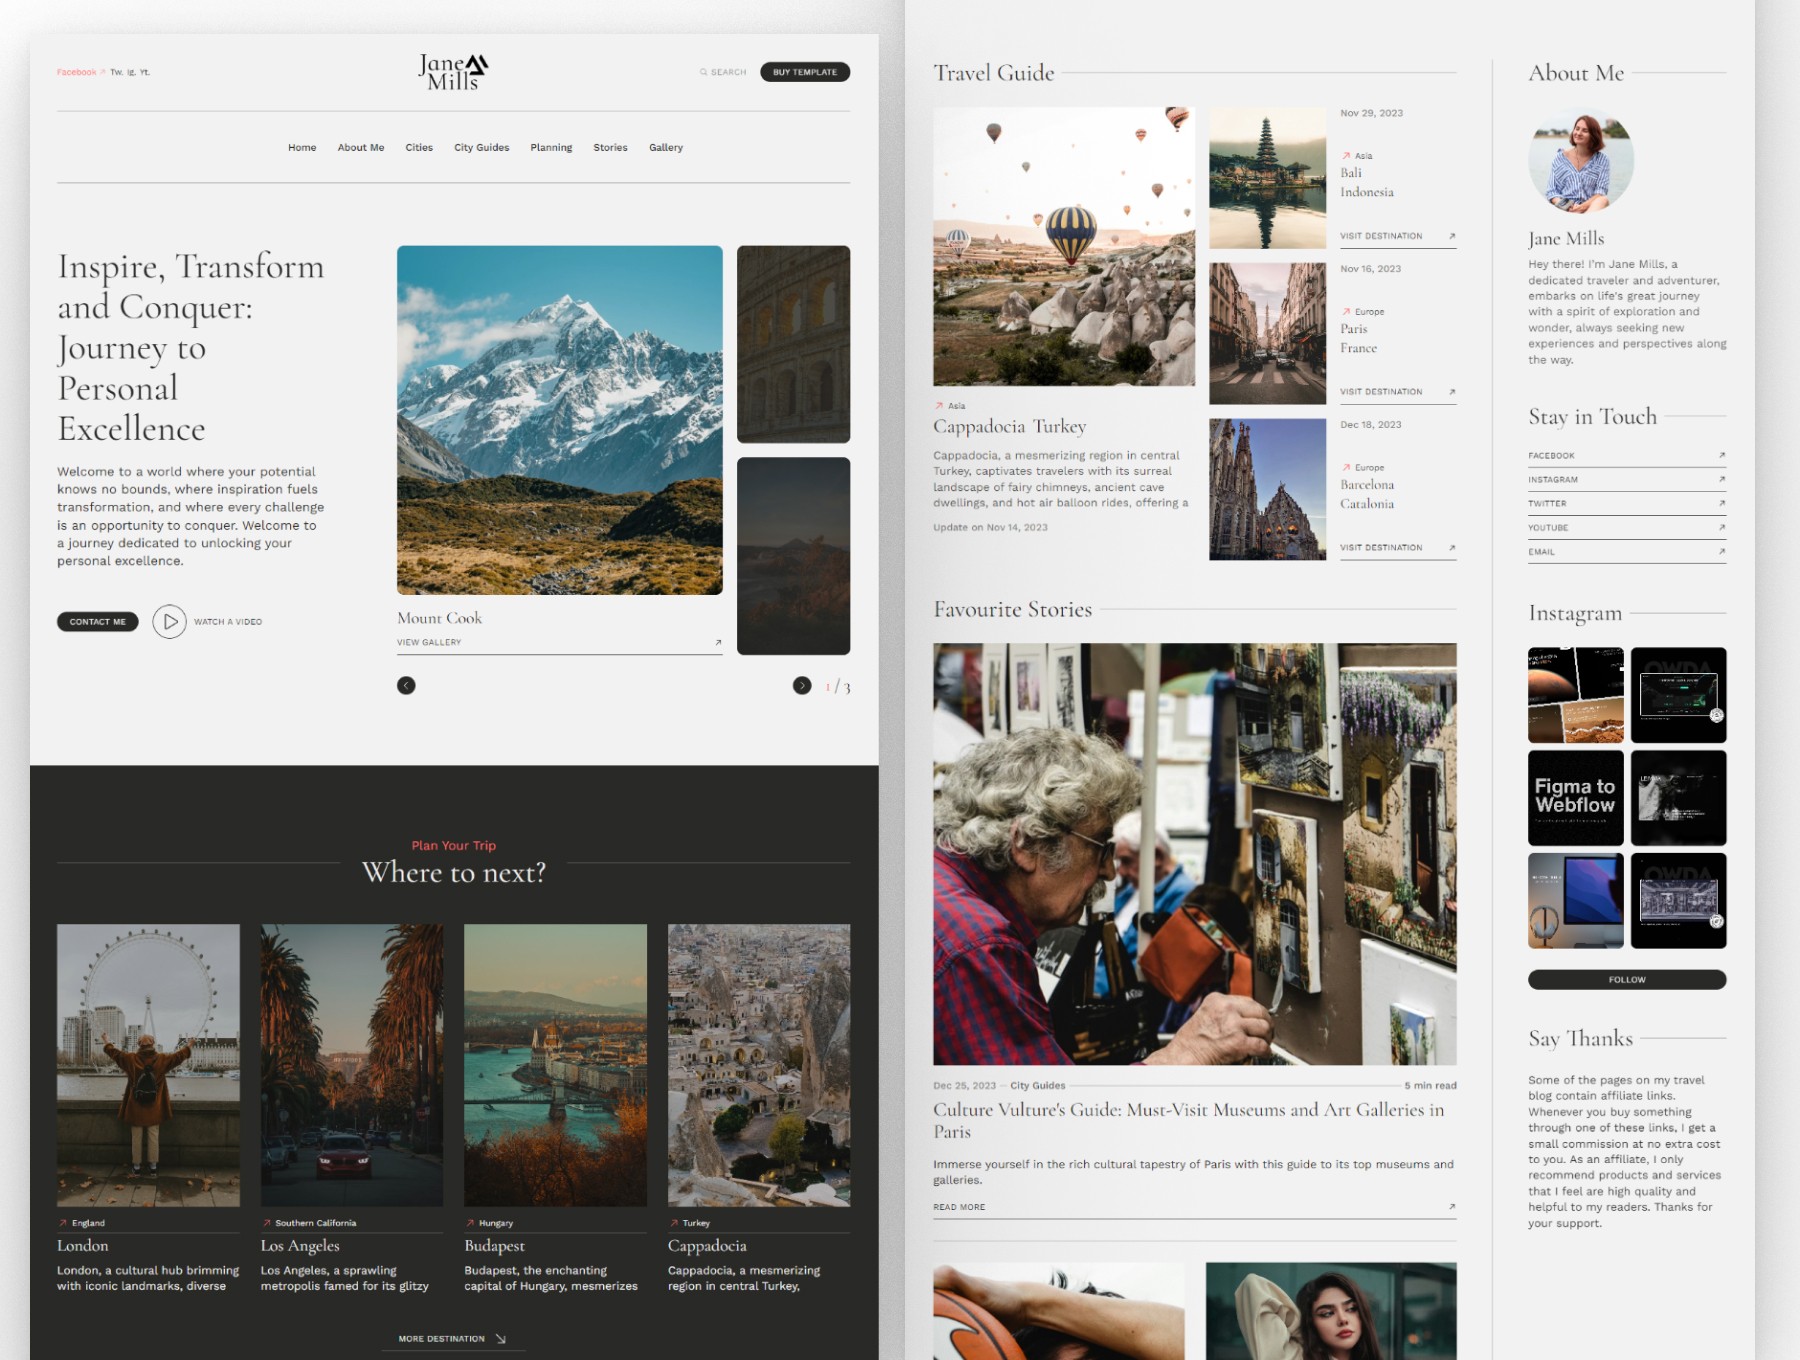 Facebook Tw. Ig. Yt.
Jane
Mills
SEARCH
BUY TEMPLATE
Home About Me Cities City Guides Planning Stories Gallery
Inspire, Transform
and Conquer:
Journey to
Personal
Excellence
Welcome to a world where your potential
knows no bounds, where inspiration fuels
transformation, and where every challenge
is an opportunity to conquer. Welcome to
a journey dedicated to unlocking your
personal excellence.
CONTACT ME
WATCH A VIDEO
Mount Cook
VIEW GALLERY
1 / 3
Plan Your Trip
Where to next?
England
London
London, a cultural hub brimming
with iconic landmarks, diverse
Southern California
Los Angeles
Los Angeles, a sprawling
metropolis famed for its glitzy
Hungary
Budapest
Budapest, the enchanting
capital of Hungary, mesmerizes
Turkey
Cappadocia
Cappadocia, a mesmerizing
region in central Turkey,
MORE DESTINATION
Travel Guide
Asia
Cappadocia Turkey
Cappadocia, a mesmerizing region in central
Turkey, captivates travelers with its surreal
landscape of fairy chimneys, ancient cave
dwellings, and hot air balloon rides, offering a
Update on Nov 14, 2023
Nov 29, 2023
Asia
Bali
Indonesia
VISIT DESTINATION
Nov 16, 2023
Europe
Paris
France
VISIT DESTINATION
Dec 18, 2023
Europe
Barcelona
Catalonia
VISIT DESTINATION
Favourite Stories
Dec 25, 2023 — City Guides 5 min read
Culture Vulture's Guide: Must-Visit Museums and Art Galleries in
Paris
Immerse yourself in the rich cultural tapestry of Paris with this guide to its top museums and
galleries.
READ MORE
About Me
Jane Mills
Hey there! I'm Jane Mills, a
dedicated traveler and adventurer,
embarks on life's great journey
with a spirit of exploration and
wonder, always seeking new
experiences and perspectives along
the way.
Stay in Touch
FACEBOOK
INSTAGRAM
TWITTER
YOUTUBE
EMAIL
Instagram
OWDA
Figma to
Webflow
OWDA
FOLLOW
Say Thanks
Some of the pages on my travel
blog contain affiliate links.
Whenever you buy something
through one of these links, I get a
small commission at no extra cost
to you. As an affiliate, I only
recommend products and services
that I feel are high quality and
helpful to my readers. Thanks for
your support.